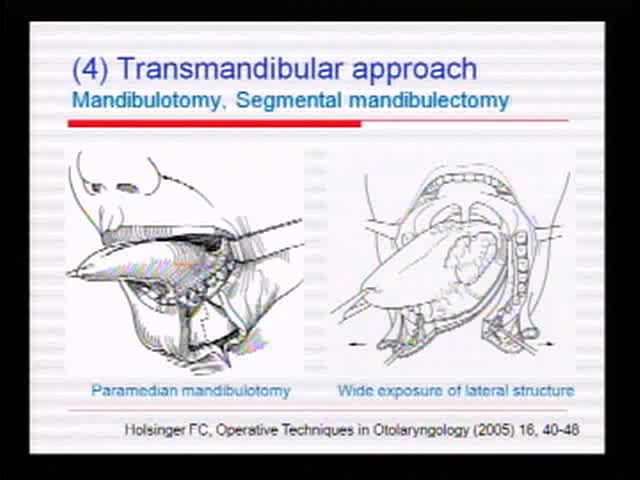 (4) Transmandibular approach
Mandibulotomy, Segmental mandibulectomy
Paramedian mandibulotomy
Wide exposure of lateral structure
Holsinger FC, Operative Techniques in Otolaryngology (2005) 16, 40-48